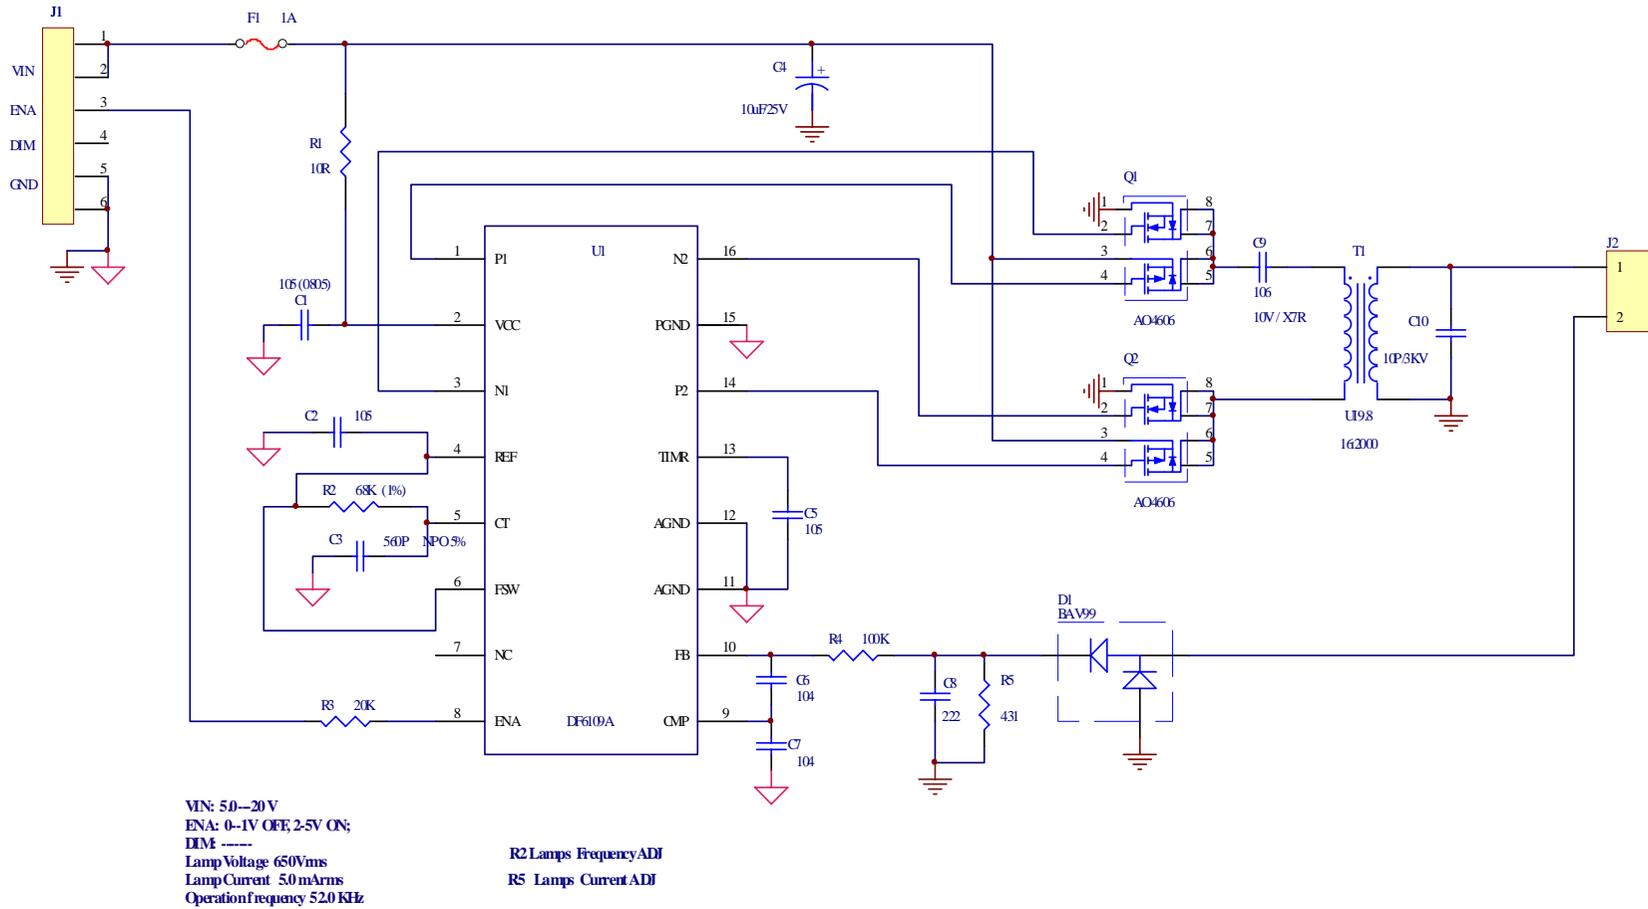 J1
F1 1A
1
VIN
2
ENA
3
DIM
4
GND
5
6
C4
+
10uF/25V
R1
10R
Q1
1
2
3
4
8
7
6
5
AO4606
C9
106
10V / X7R
T1
UI9.8
16:2000
C10
10P/3KV
J2
1
2
105 (0805)
C1
U1
1 P1
2 VCC
3 N1
4 REF
5 CT
6 FSW
7 NC
8 ENA
N2 16
PGND 15
P2 14
TIMR 13
AGND 12
AGND 11
FB 10
CMP 9
DF6109A
Q2
1
2
3
4
8
7
6
5
AO4606
C2 105
R2 68K (1%)
C3 560P NPO 5%
R3 20K
C5
105
R4 100K
C6
104
C7
104
C8
222
R5
431
D1
BAV99
VIN: 5.0---20 V
ENA: 0--1V OFF, 2-5V ON;
DIM: -------
Lamp Voltage 650Vrms
Lamp Current 5.0 mArms
Operation frequency 52.0 KHz
R2 Lamps Frequency ADJ
R5 Lamps Current ADJ